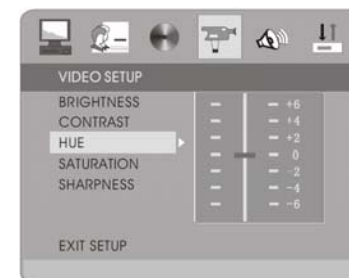 VIDEO SETUP
BRIGHTNESS
CONTRAST
HUE
SATURATION
SHARPNESS
+6
+4
+2
0
-2
-4
-6
EXIT SETUP